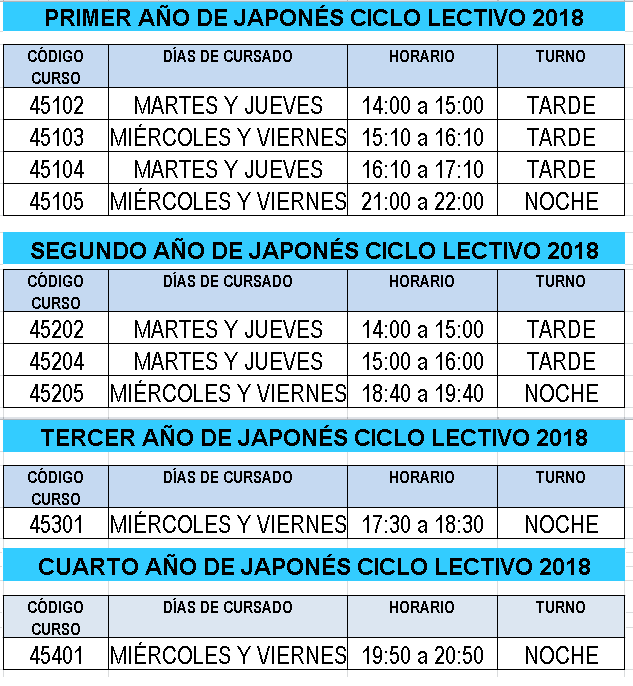 PRIMER AÑO DE JAPONÉS CICLO LECTIVO 2018
CÓDIGO CURSO DÍAS DE CURSADO HORARIO TURNO
45102 MARTES Y JUEVES 14:00 a 15:00 TARDE
45103 MIÉRCOLES Y VIERNES 15:10 a 16:10 TARDE
45104 MARTES Y JUEVES 16:10 a 17:10 TARDE
45105 MIÉRCOLES Y VIERNES 21:00 a 22:00 NOCHE
SEGUNDO AÑO DE JAPONÉS CICLO LECTIVO 2018
CÓDIGO CURSO DÍAS DE CURSADO HORARIO TURNO
45202 MARTES Y JUEVES 14:00 a 15:00 TARDE
45204 MARTES Y JUEVES 15:00 a 16:00 TARDE
45205 MIÉRCOLES Y VIERNES 18:40 a 19:40 NOCHE
TERCER AÑO DE JAPONÉS CICLO LECTIVO 2018
CÓDIGO CURSO DÍAS DE CURSADO HORARIO TURNO
45301 MIÉRCOLES Y VIERNES 17:30 a 18:30 NOCHE
CUARTO AÑO DE JAPONÉS CICLO LECTIVO 2018
CÓDIGO CURSO DÍAS DE CURSADO HORARIO TURNO
45401 MIÉRCOLES Y VIERNES 19:50 a 20:50 NOCHE